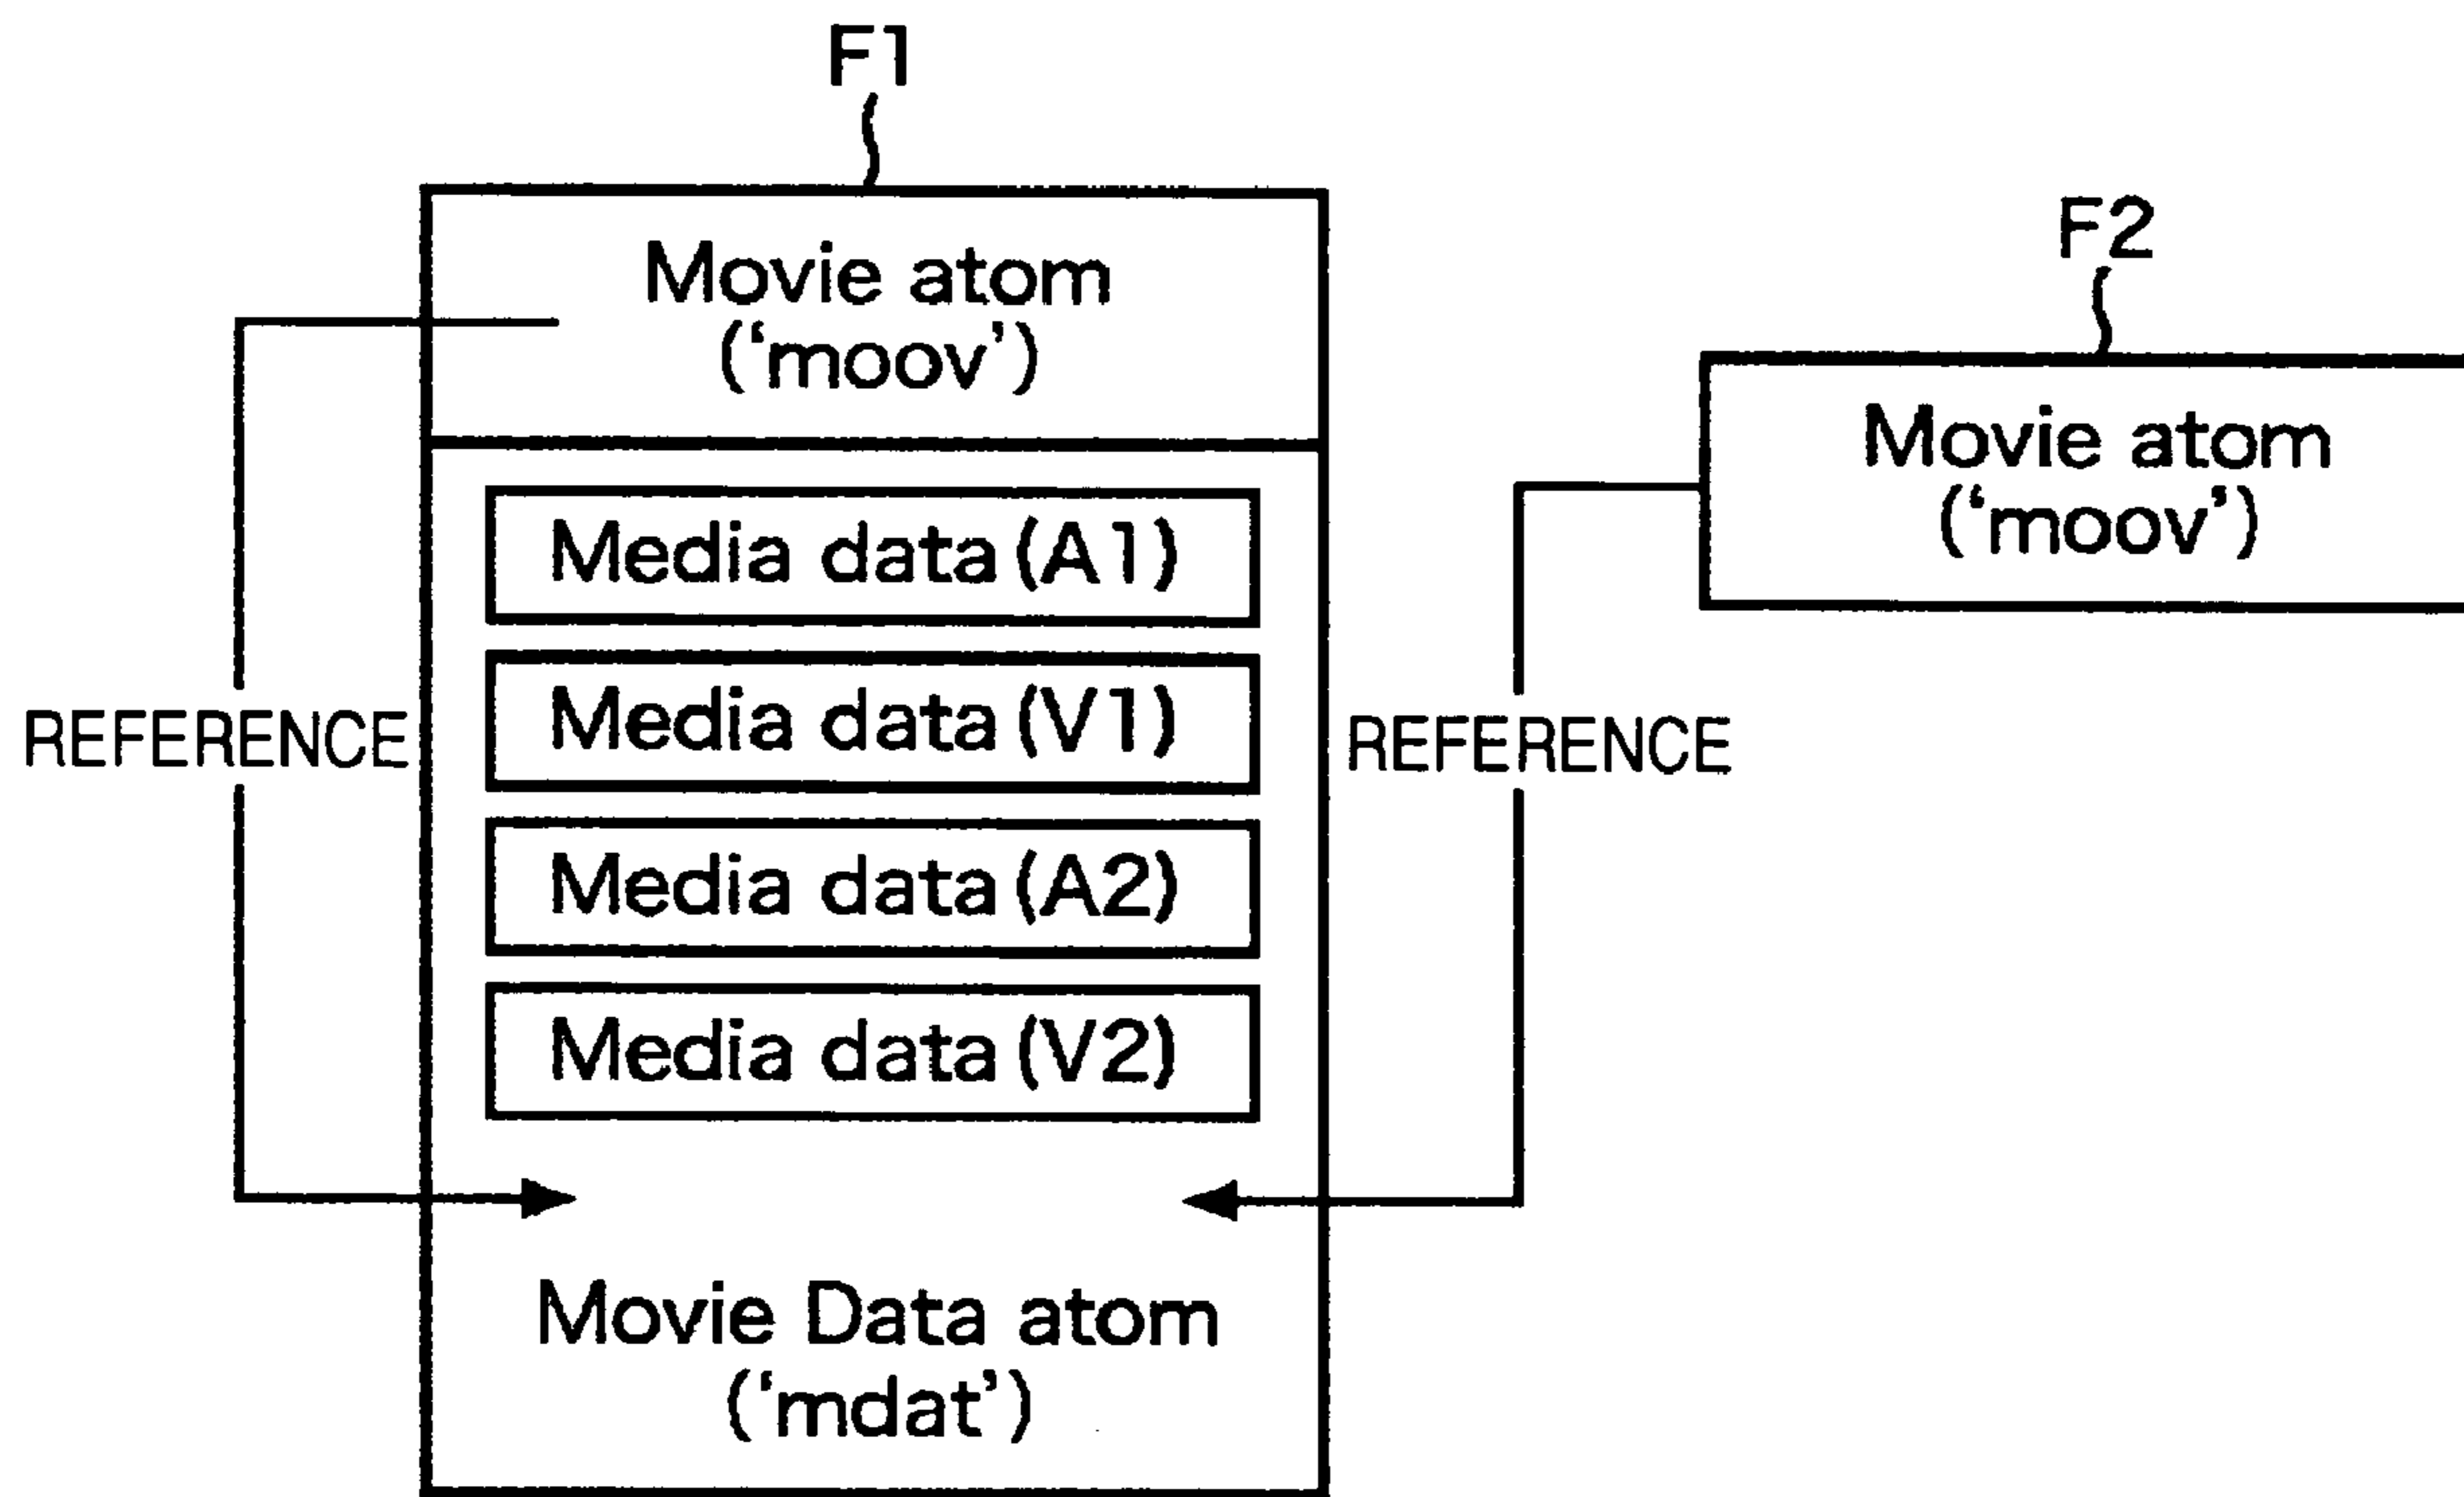 F1
Movie atom
(‘moov’)
Media data (A1)
Media data (V1)
Media data (A2)
Media data (V2)
Movie Data atom
(‘mdat’)
REFERENCE
REFERENCE
F2
Movie atom
(‘moov’)